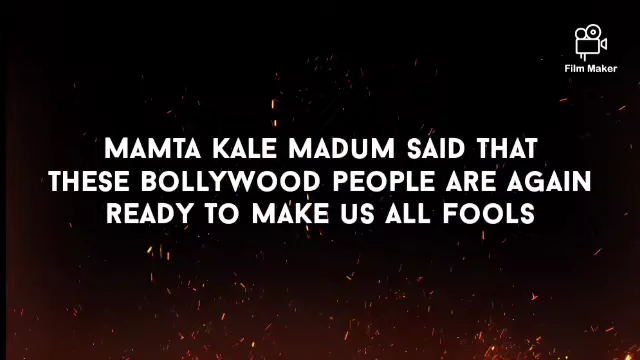 Film Maker
MAMTA KALE MADUM SAID THAT
THESE BOLLYWOOD PEOPLE ARE AGAIN
READY TO MAKE US ALL FOOLS